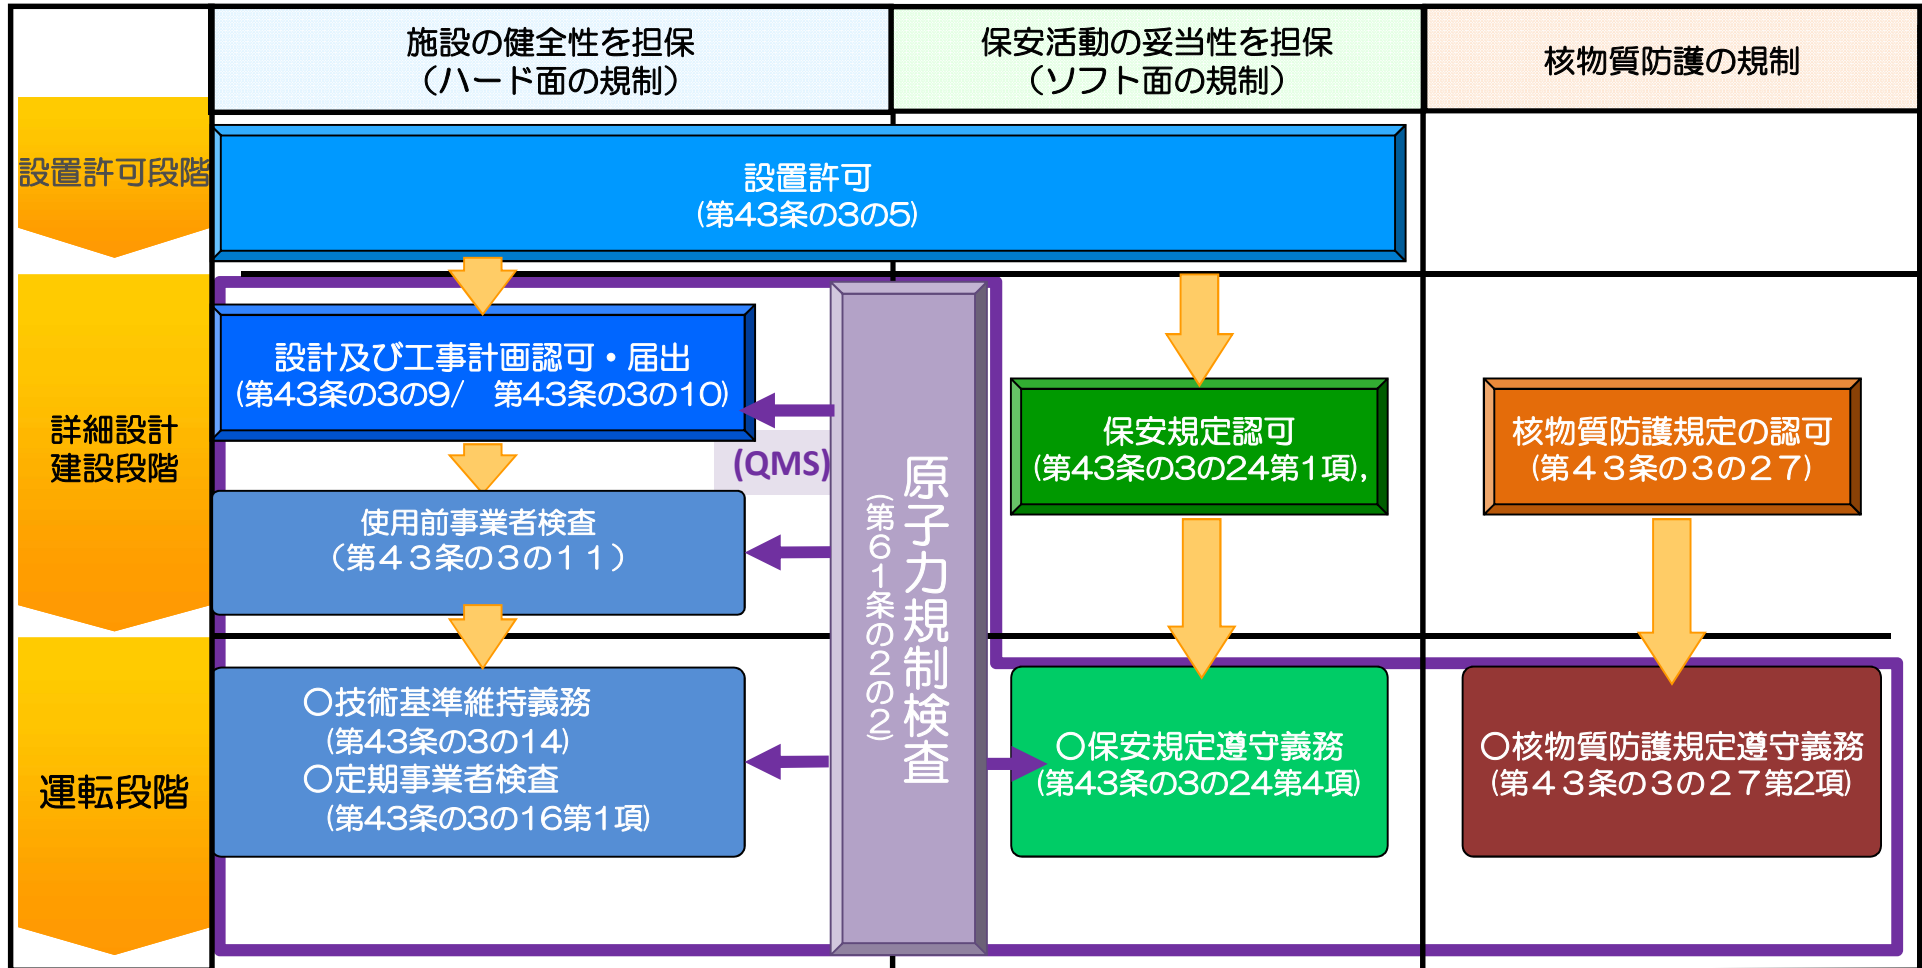 施設の健全性を担保
（ハード面の規制）
保安活動の妥当性を担保
（ソフト面の規制）
核物質防護の規制
設置許可段階
設置許可
(第43条の3の5)
詳細設計
建設段階
設計及び工事計画認可・届出
(第43条の3の9/　第43条の3の10)
(QMS)
使用前事業者検査
（第４３条の３の１１）
原子力規制検査
(第61条の2の2)
保安規定認可
(第43条の3の24第1項),
核物質防護規定の認可
(第４３条の３の２７)
運転段階
○技術基準維持義務
(第43条の3の14)
○定期事業者検査
(第43条の3の16第1項)
○保安規定遵守義務
(第43条の3の24第4項)
○核物質防護規定遵守義務
(第４３条の３の２７第2項)